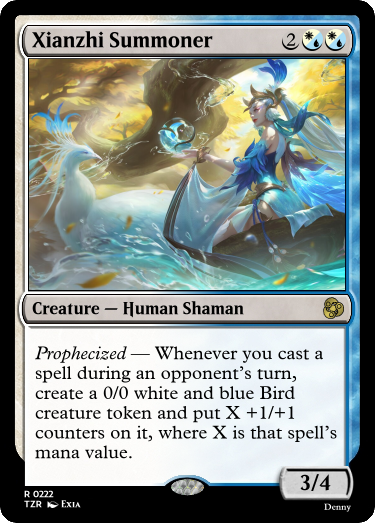 Xianzhi Summoner 2
Creature — Human Shaman
Prophecized — Whenever you cast a
spell during an opponent's turn,
create a 0/0 white and blue Bird
creature token and put X +1/+1
counters on it, where X is that spell's
mana value.
3/4
R 0222
TZR Exia
Denny